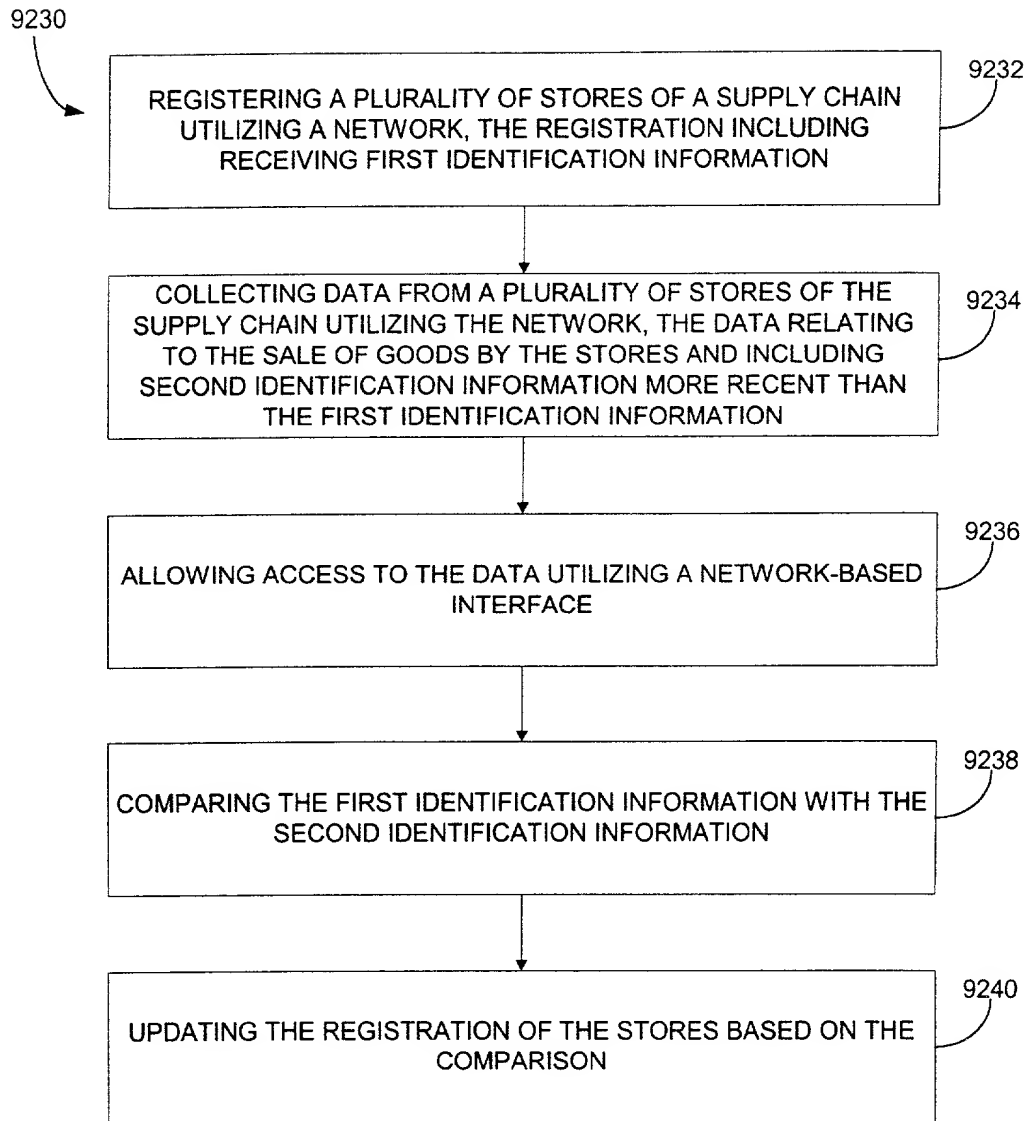 9230
9232
REGISTERING A PLURALITY OF STORES OF A SUPPLY CHAIN
UTILIZING A NETWORK, THE REGISTRATION INCLUDING
RECEIVING FIRST IDENTIFICATION INFORMATION
9234
COLLECTING DATA FROM A PLURALITY OF STORES OF THE
SUPPLY CHAIN UTILIZING THE NETWORK, THE DATA RELATING
TO THE SALE OF GOODS BY THE STORES AND INCLUDING
SECOND IDENTIFICATION INFORMATION MORE RECENT THAN
THE FIRST IDENTIFICATION INFORMATION
9236
ALLOWING ACCESS TO THE DATA UTILIZING A NETWORK-BASED
INTERFACE
9238
COMPARING THE FIRST IDENTIFICATION INFORMATION WITH THE
SECOND IDENTIFICATION INFORMATION
9240
UPDATING THE REGISTRATION OF THE STORES BASED ON THE
COMPARISON